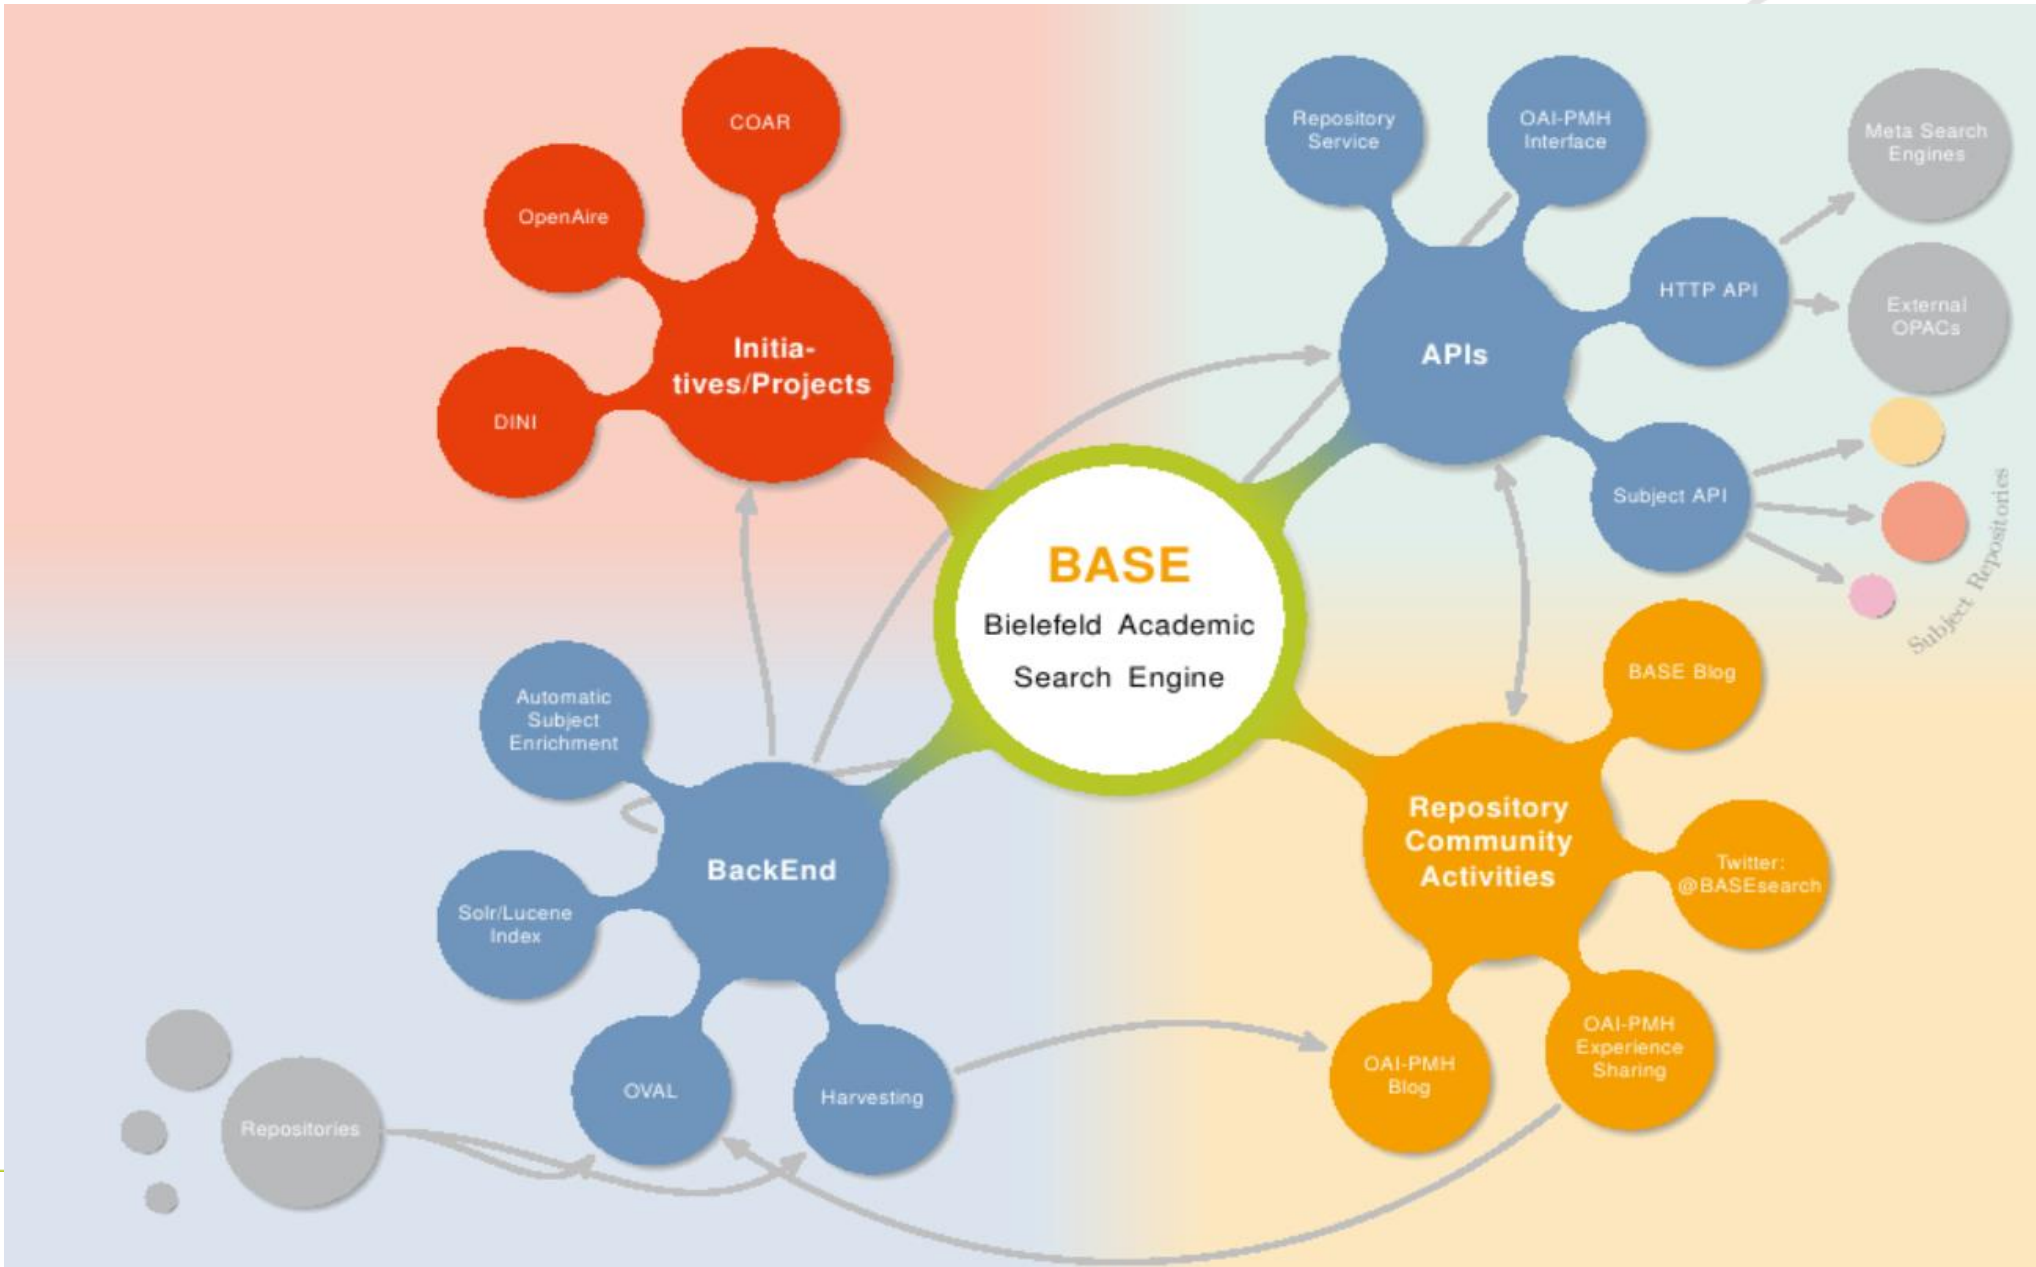 COAR
OpenAire
Initia-
tives/Projects
DINI
Repository
Service
OAI-PMH
Interface
Meta Search
Engines
HTTP API
External
OPACs
APIs
Subject API
Subject Repositories
BASE
Bielefeld Academic
Search Engine
Automatic
Subject
Enrichment
BackEnd
Solr/Lucene
Index
OVAL
Harvesting
Repositories
BASE Blog
Repository
Community
Activities
Twitter:
@BASEsearch
OAI-PMH
Experience
Sharing
OAI-PMH
Blog